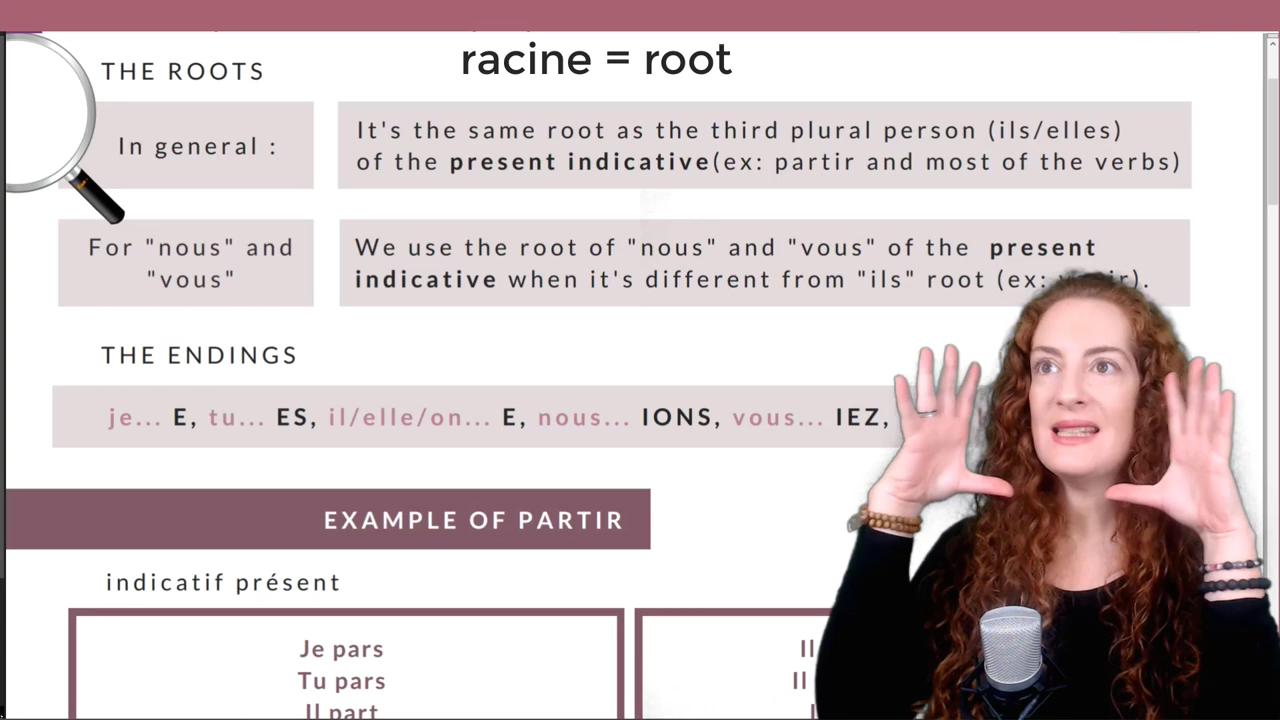 racine = root
THE ROOTS
In general :
It's the same root as the third plural person (ils/elles)
of the present indicative(ex: partir and most of the verbs)
For "nous" and
"vous"
We use the root of "nous" and "vous" of the present
indicative when it's different from "ils" root (ex:
THE ENDINGS
je... E, tu... ES, il/elle/on... E, nous... IONS, vous... IEZ,
EXAMPLE OF PARTIR
indicatif présent
Je pars
Tu pars
Il part
Il
Il